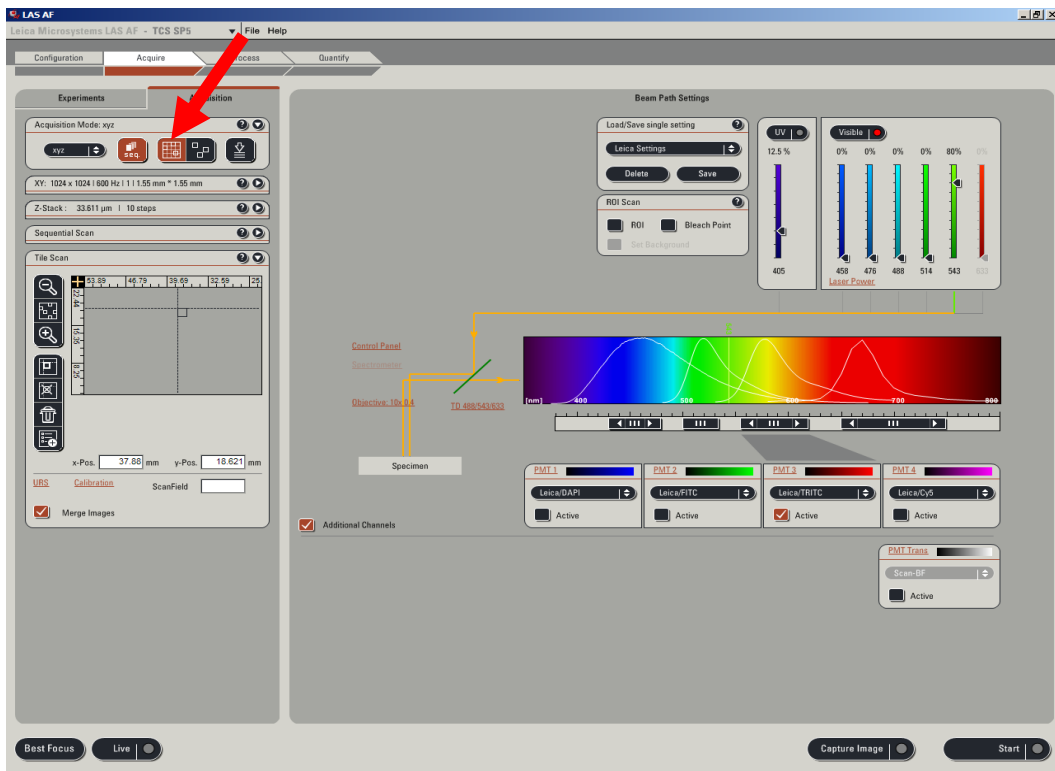 LAS AF
Leica Microsystems LAS AF - TCS SP5 File Help
Configuration Acquire Process Quantify
Experiments Acquisition
Acquisition Mode: xyz
xyz
seq.
XY: 1024 x 1024 | 600 Hz | 1 | 1.55 mm * 1.55 mm
Z-Stack : 33.611 µm | 10 steps
Sequential Scan
Tile Scan
53.89 46.79 39.69 32.59 25
22.44
15.35
8.25
x-Pos. 37.88 mm y-Pos. 18.621 mm
URS Calibration ScanField
Merge Images
Beam Path Settings
Load/Save single setting
Leica Settings
Delete Save
ROI Scan
ROI Bleach Point
Set Background
UV
12.5 %
405
Visible
0% 0% 0% 0% 80% 0%
458 476 488 514 543 633
Laser Power
Control Panel
Spectrometer
Objective: 10x 0.4
TD 488/543/633
Specimen
[nm] 400 500 600 700 800
PMT 1 PMT 2 PMT 3 PMT 4
Leica/DAPI Leica/FITC Leica/TRITC Leica/Cy5
Active Active Active Active
Additional Channels
PMT Trans
Scan-BF
Active
Best Focus Live Capture Image Start